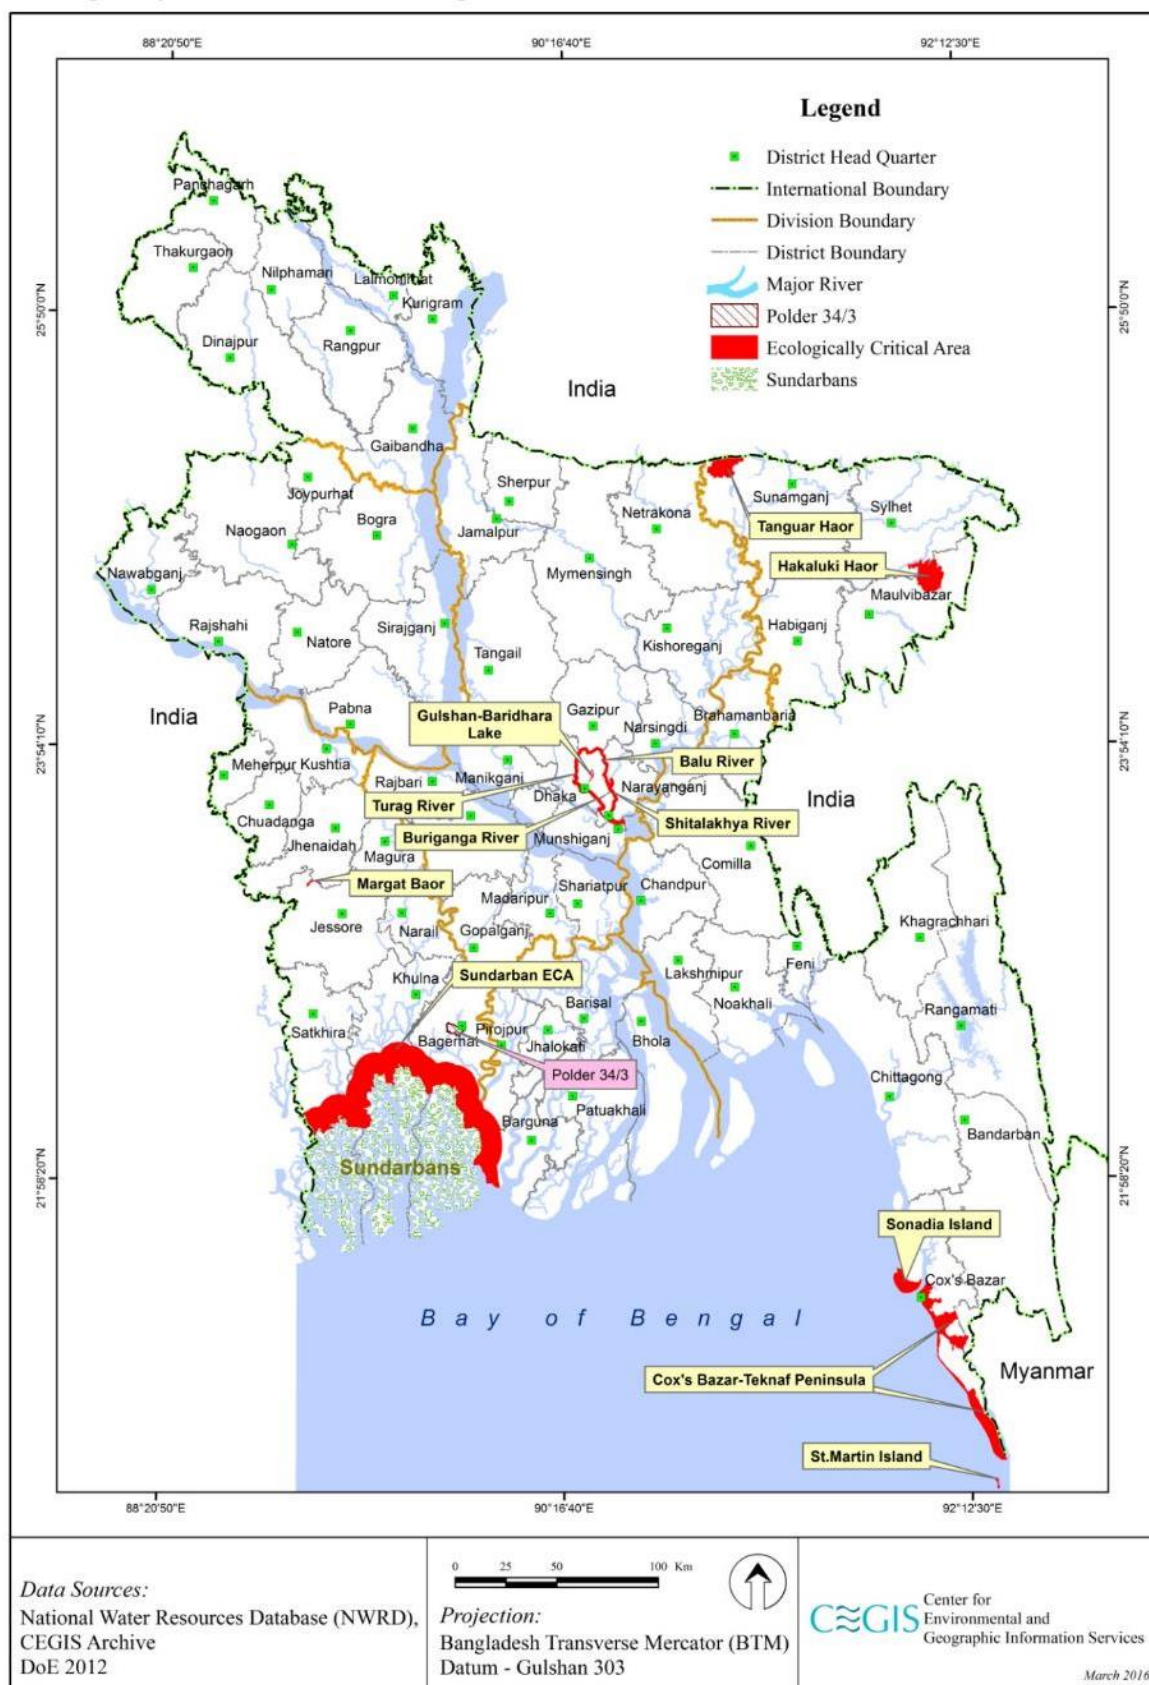 88°20'50"E
90°16'40"E
92°12'30"E
Legend
District Head Quarter
International Boundary
Division Boundary
District Boundary
Major River
Polder 34/3
Ecologically Critical Area
Sundarbans
Panchagarh
Thakurgaon
Nilphamari
Lalmonirhat
Kurigram
25°50'0"N
25°50'0"N
Dinajpur
Rangpur
India
Gaibandha
Joypurhat
Sherpur
Sunamganj
Sylhet
Naogaon
Bogra
Jamalpur
Netrakona
Tanguar Haor
Nawabganj
Mymensingh
Hakaluki Haor
Maulvibazar
Rajshahi
Natore
Sirajganj
Kishoreganj
Habiganj
Tangail
India
Pabna
Gulshan-Baridhara
Lake
Gazipur
Narsingdi
Brahamanbaria
23°54'10"N
23°54'10"N
Meherpur
Kushtia
Rajbari
Manikganj
Balu River
Dhaka
Narayanganj
India
Turag River
Chuadanga
Shitalakhya River
Jhenaidah
Magura
Buriganga River
Munshiganj
Comilla
Margat Baor
Shariatpur
Chandpur
Jessore
Narail
Madaripur
Khagrachhari
Gopalganj
Sundarban ECA
Lakshmipur
Feni
Khulna
Noakhali
Satkhira
Barisal
Rangamati
Bagerhat
Pirojpur
Jhalokati
Bhola
Polder 34/3
Chittagong
Barguna
Patuakhali
Bandarban
Sundarbans
21°58'20"N
21°58'20"N
Sonadia Island
Cox's Bazar
Bay of Bengal
Cox's Bazar-Teknaf Peninsula
Myanmar
St.Martin Island
88°20'50"E
90°16'40"E
92°12'30"E
Data Sources:
National Water Resources Database (NWRD),
CEGIS Archive
DoE 2012
0 25 50 100 Km
Projection:
Bangladesh Transverse Mercator (BTM)
Datum - Gulshan 303
CEGIS
Center for
Environmental and
Geographic Information Services
March 2016